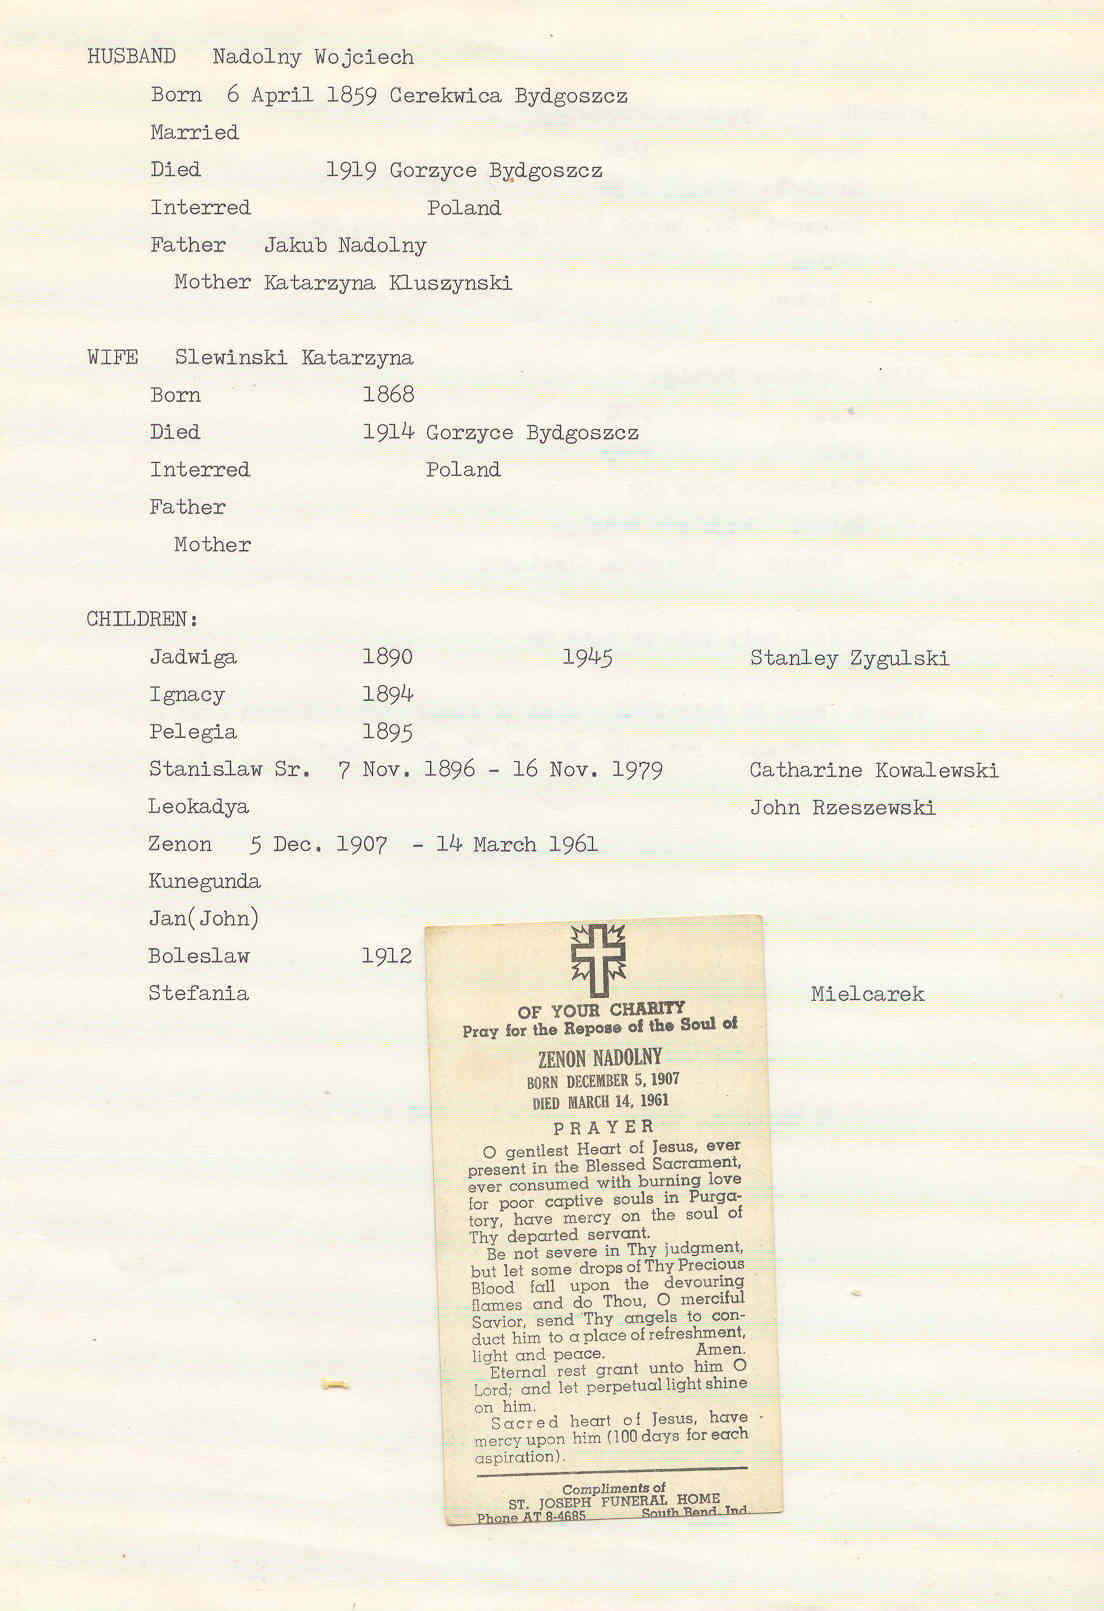 HUSBAND Nadolny Wojciech
Born 6 April 1859 Cerekwica Bydgoszcz
Married
Died 1919 Gorzyce Bydgoszcz
Interred Poland
Father Jakub Nadolny
Mother Katarzyna Kluszynski
WIFE Slewinski Katarzyna
Born 1868
Died 1914 Gorzyce Bydgoszcz
Interred Poland
Father
Mother
CHILDREN:
Jadwiga 1890 1945 Stanley Zygulski
Ignacy 1894
Pelegia 1895
Stanislaw Sr. 7 Nov. 1896 - 16 Nov. 1979 Catharine Kowalewski
Leokadya John Rzeszewski
Zenon 5 Dec. 1907 - 14 March 1961
Kunegunda
Jan(John)
Boleslaw 1912
Stefania Mielcarek
OF YOUR CHARITY
Pray for the Repose of the Soul of
ZENON NADOLNY
BORN DECEMBER 5, 1907
DIED MARCH 14, 1961
PRAYER
O gentlest Heart of Jesus, ever
present in the Blessed Sacrament,
ever consumed with burning love
for poor captive souls in Purga-
tory, have mercy on the soul of
Thy departed servant.
Be not severe in Thy judgment,
but let some drops of Thy Precious
Blood fall upon the devouring
flames and do Thou, O merciful
Savior, send Thy angels to con-
duct him to a place of refreshment,
light and peace. Amen.
Eternal rest grant unto him O
Lord; and let perpetual light shine
on him.
Sacred heart of Jesus, have
mercy upon him (100 days for each
aspiration).
Compliments of
ST. JOSEPH FUNERAL HOME
Phone AT 8-4685 South Bend, Ind.